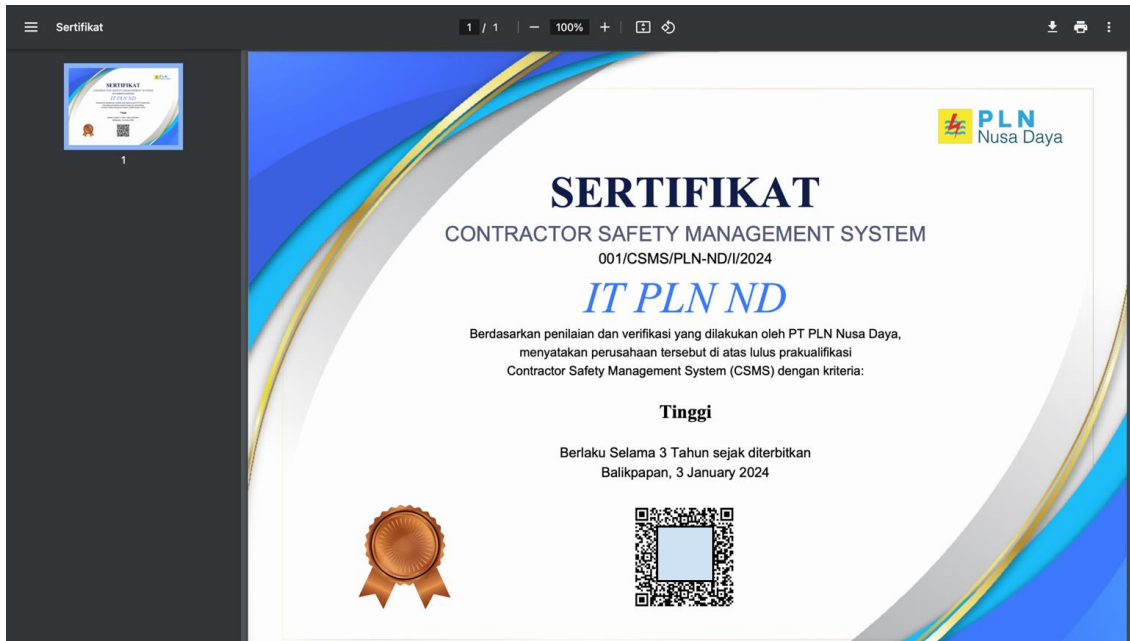 Sertifikat
1 / 1
100%
1
PLN
Nusa Daya
SERTIFIKAT
CONTRACTOR SAFETY MANAGEMENT SYSTEM
001/CSMS/PLN-ND/I/2024
IT PLN ND
Berdasarkan penilaian dan verifikasi yang dilakukan oleh PT PLN Nusa Daya,
menyatakan perusahaan tersebut di atas lulus prakualifikasi
Contractor Safety Management System (CSMS) dengan kriteria:
Tinggi
Berlaku Selama 3 Tahun sejak diterbitkan
Balikpapan, 3 January 2024